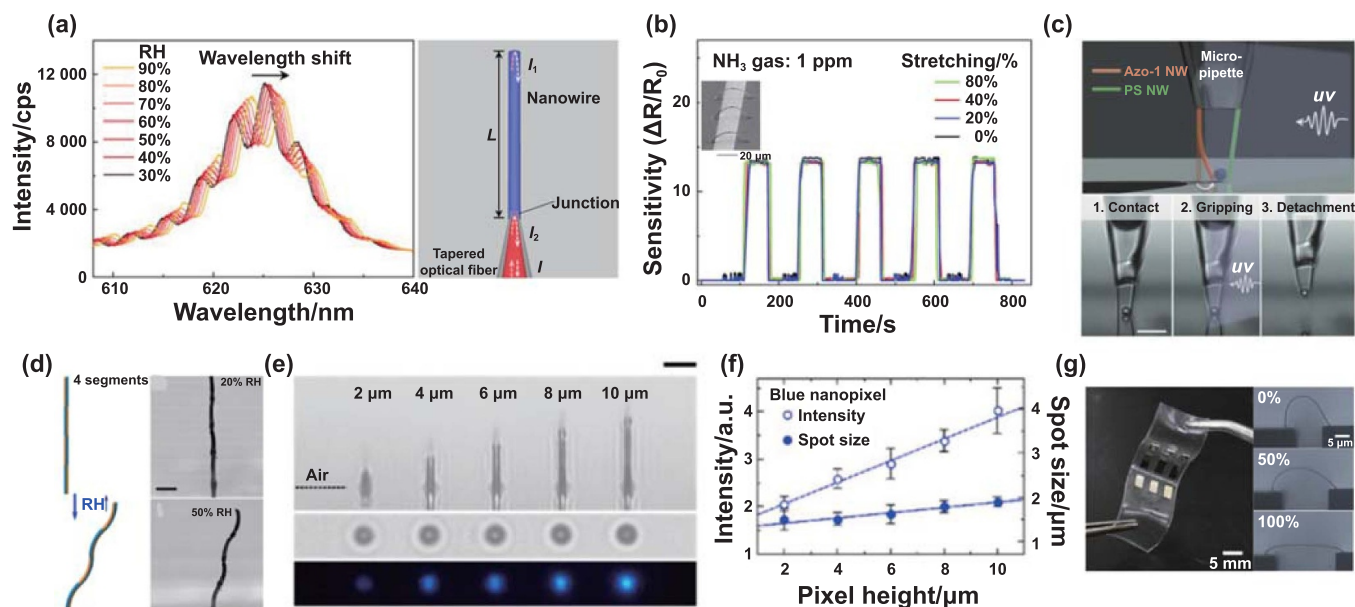 (a)
RH
90%
80%
70%
60%
50%
40%
30%
Wavelength shift
12 000
8 000
4 000
0
Intensity/cps
610
620
630
640
Wavelength/nm
I1
Nanowire
L
Junction
I2
Tapered
optical fiber
I
(b)
NH3 gas: 1 ppm
Stretching/%
80%
40%
20%
0%
20 μm
20
10
0
Sensitivity (ΔR/R0)
0
200
400
600
800
Time/s
(c)
Azo-1 NW
PS NW
Micro-
pipette
uv
1. Contact
2. Gripping
3. Detachment
uv
(d)
4 segments
20% RH
RH
50% RH
(e)
2 μm
4 μm
6 μm
8 μm
10 μm
Air
(f)
Blue nanopixel
Intensity
Spot size
4
3
2
1
Intensity/a.u.
4
3
2
1
Spot size/μm
2
4
6
8
10
Pixel height/μm
(g)
5 mm
0%
5 μm
50%
100%